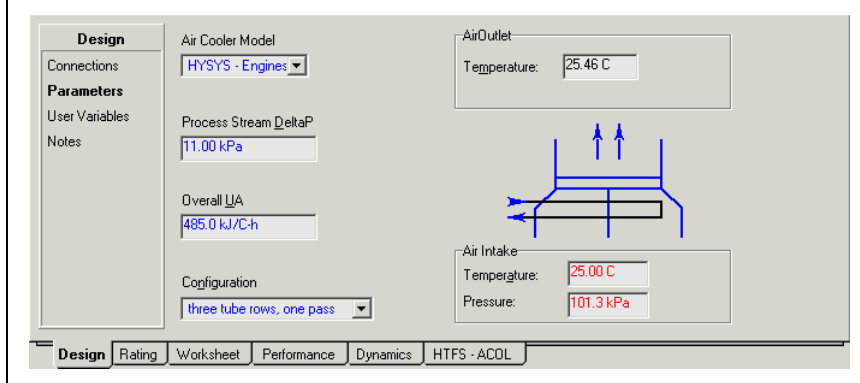 Design
Connections
Parameters
User Variables
Notes
Air Cooler Model
HYSYS - Engines
Process Stream DeltaP
11.00 kPa
Overall UA
485.0 kJ/C-h
Configuration
three tube rows, one pass
AirOutlet
Temperature: 25.46 C
Air Intake
Temperature: 25.00 C
Pressure: 101.3 kPa
Design Rating Worksheet Performance Dynamics HTFS - ACOL